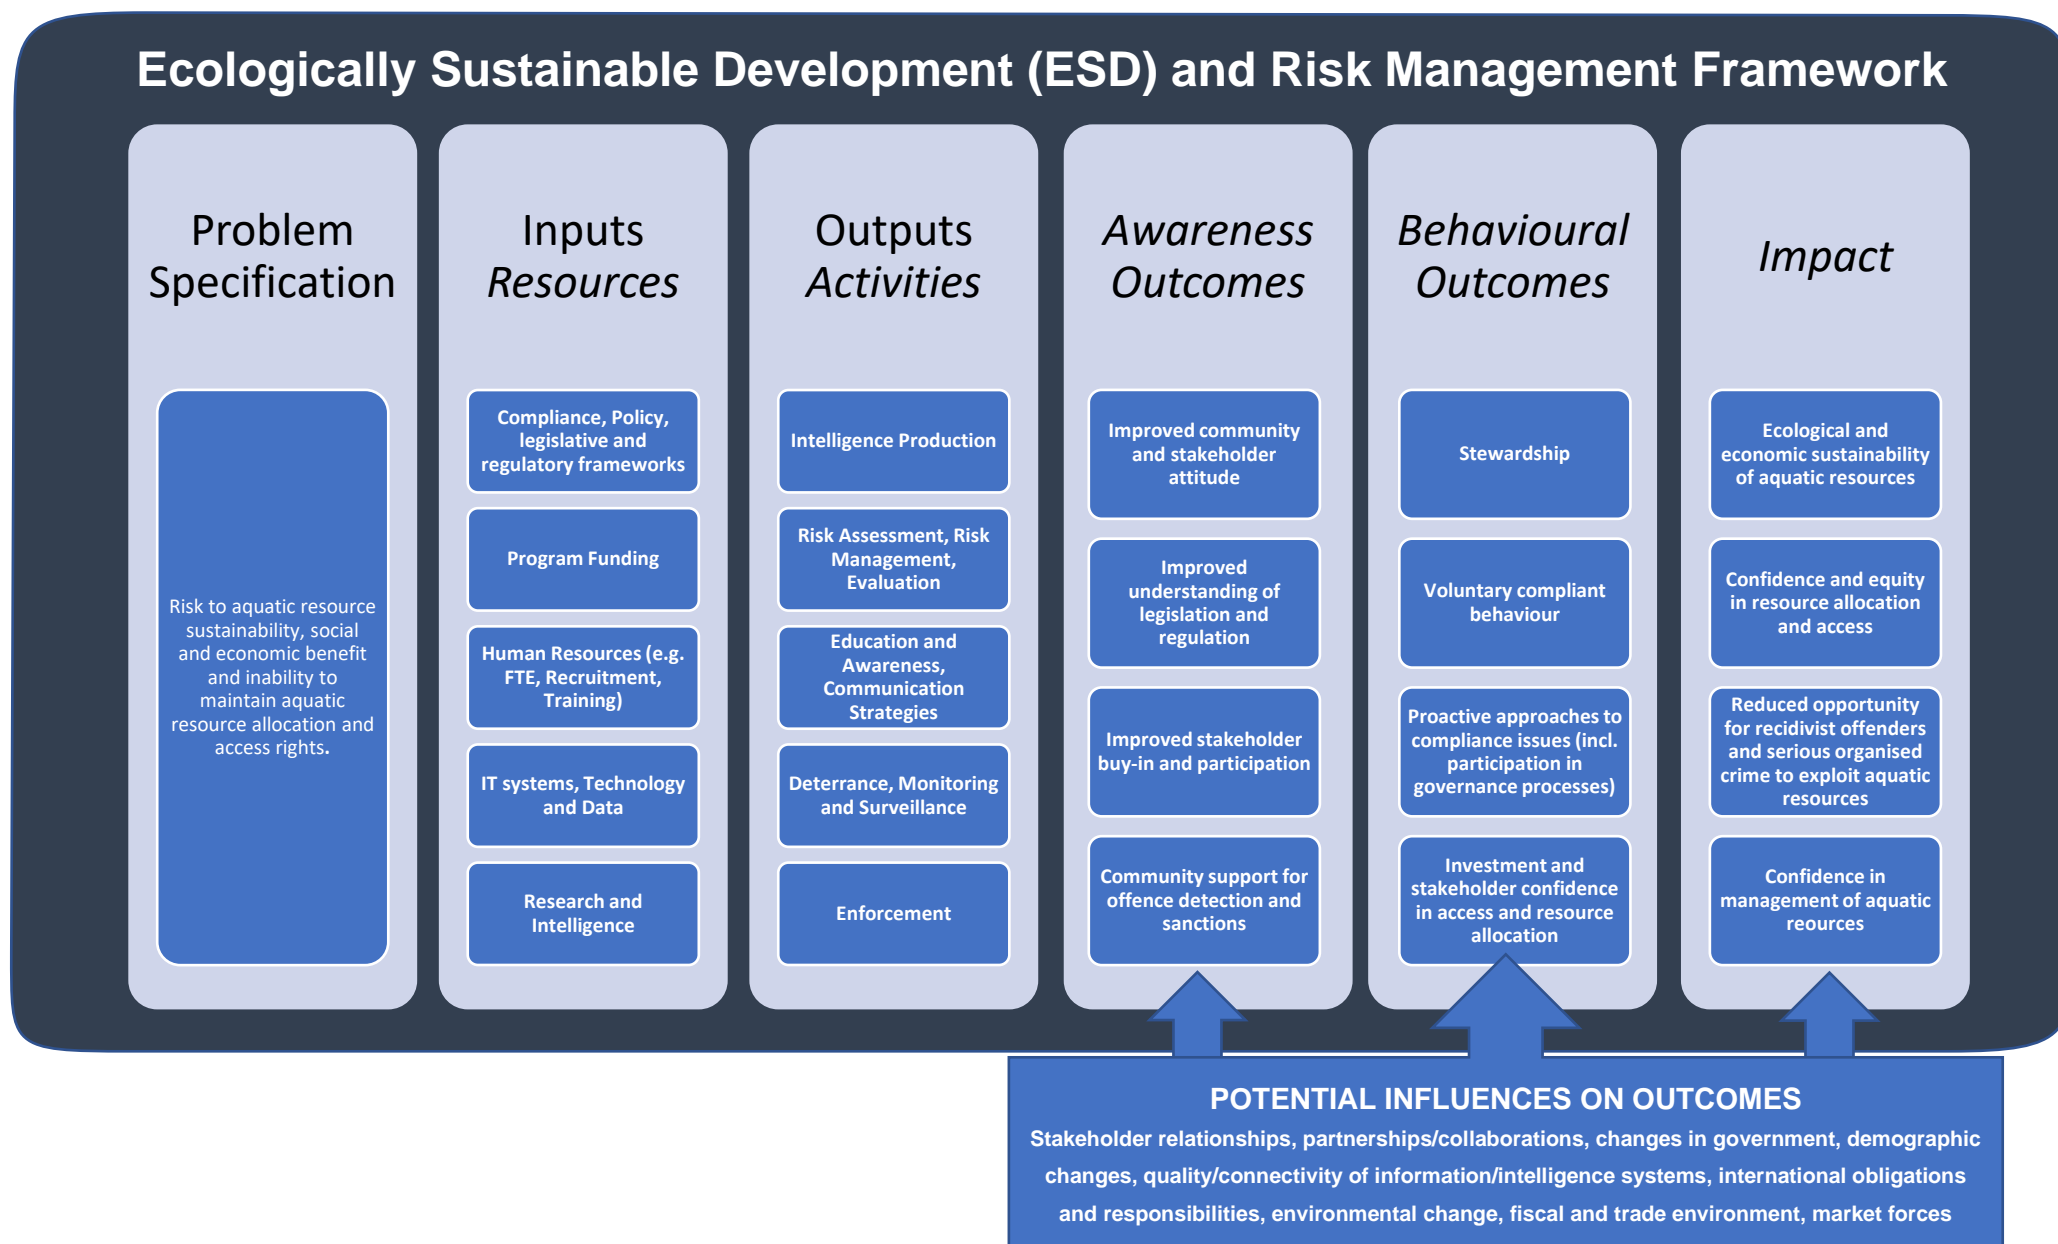 Ecologically Sustainable Development (ESD) and Risk Management Framework
Problem
Specification
Risk to aquatic resource
sustainability, social
and economic benefit
and inability to
maintain aquatic
resource allocation and
access rights.
Inputs
Resources
Compliance, Policy,
legislative and
regulatory frameworks
Program Funding
Human Resources (e.g.
FTE, Recruitment,
Training)
IT systems, Technology
and Data
Research and
Intelligence
Outputs
Activities
Intelligence Production
Risk Assessment, Risk
Management,
Evaluation
Education and
Awareness,
Communication
Strategies
Deterrance, Monitoring
and Surveillance
Enforcement
Awareness
Outcomes
Improved community
and stakeholder
attitude
Improved
understanding of
legislation and
regulation
Improved stakeholder
buy-in and participation
Community support for
offence detection and
sanctions
Behavioural
Outcomes
Stewardship
Voluntary compliant
behaviour
Proactive approaches to
compliance issues (incl.
participation in
governance processes)
Investment and
stakeholder confidence
in access and resource
allocation
Impact
Ecological and
economic sustainability
of aquatic resources
Confidence and equity
in resource allocation
and access
Reduced opportunity
for recidivist offenders
and serious organised
crime to exploit aquatic
resources
Confidence in
management of aquatic
reources
POTENTIAL INFLUENCES ON OUTCOMES
Stakeholder relationships, partnerships/collaborations, changes in government, demographic
changes, quality/connectivity of information/intelligence systems, international obligations
and responsibilities, environmental change, fiscal and trade environment, market forces